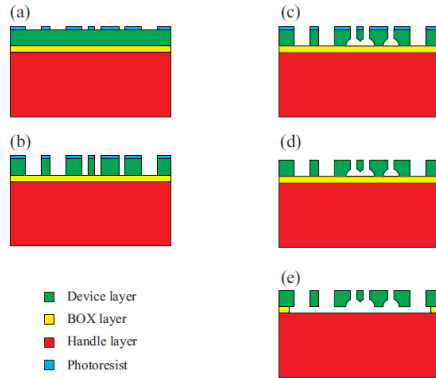 (a)
(b)
Device layer
BOX layer
Handle layer
Photoresist
(c)
(d)
(e)